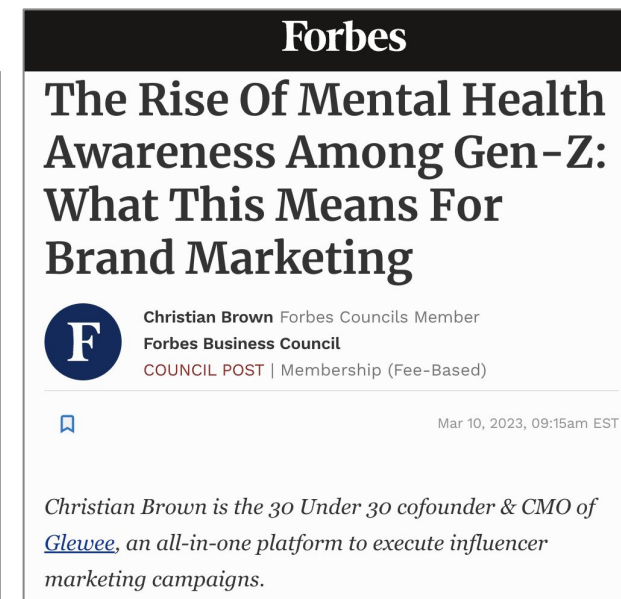 Forbes
The Rise Of Mental Health
Awareness Among Gen-Z:
What This Means For
Brand Marketing
F
Christian Brown Forbes Councils Member
Forbes Business Council
COUNCIL POST | Membership (Fee-Based)
Mar 10, 2023, 09:15am EST
Christian Brown is the 30 Under 30 cofounder & CMO of
Glewee, an all-in-one platform to execute influencer
marketing campaigns.